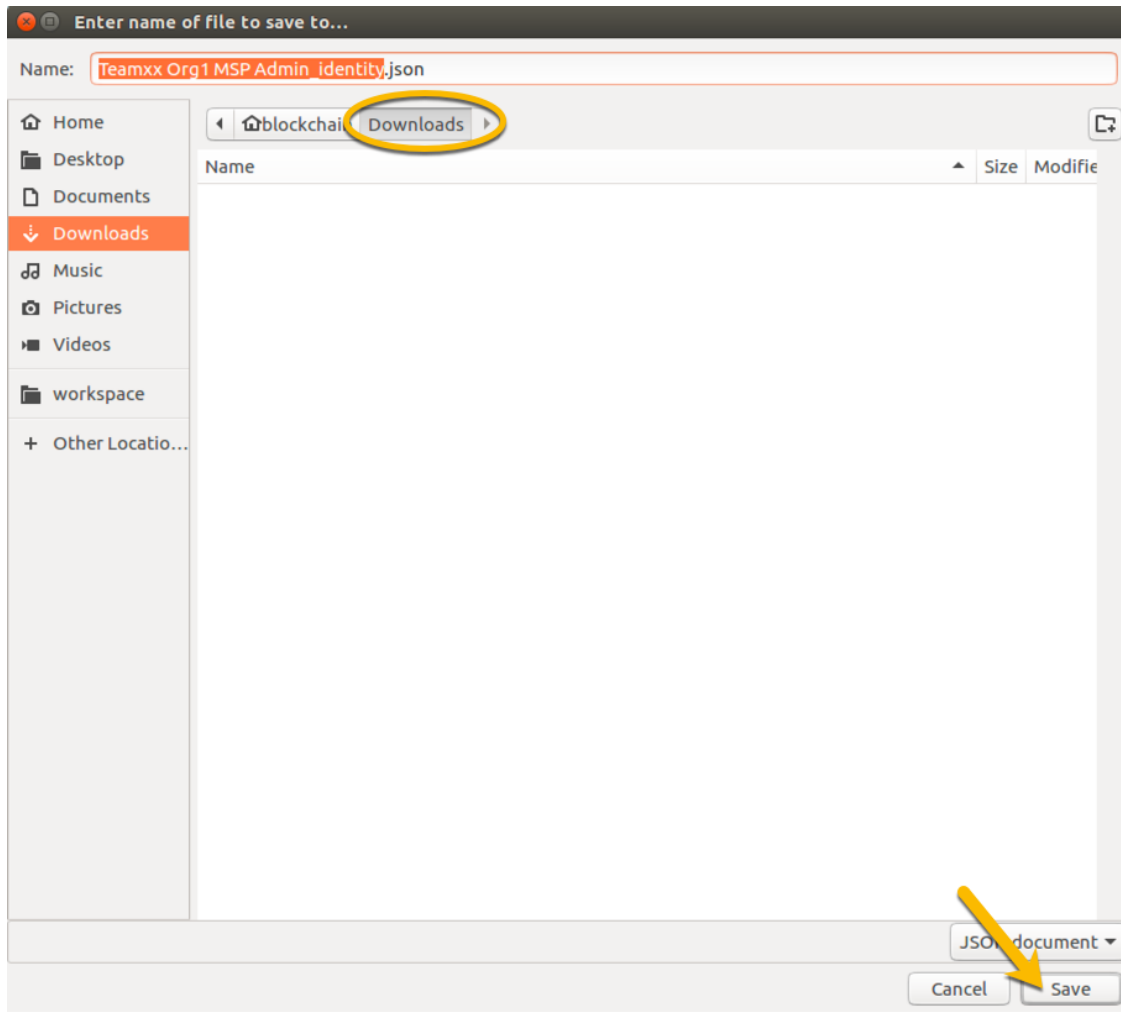 Enter name of file to save to...
Name: Teamxx Org1 MSP Admin_identity.json
Home
Desktop
Documents
Downloads
Music
Pictures
Videos
workspace
+ Other Locatio...
Downloads
Name Size Modifie
document
Cancel Save